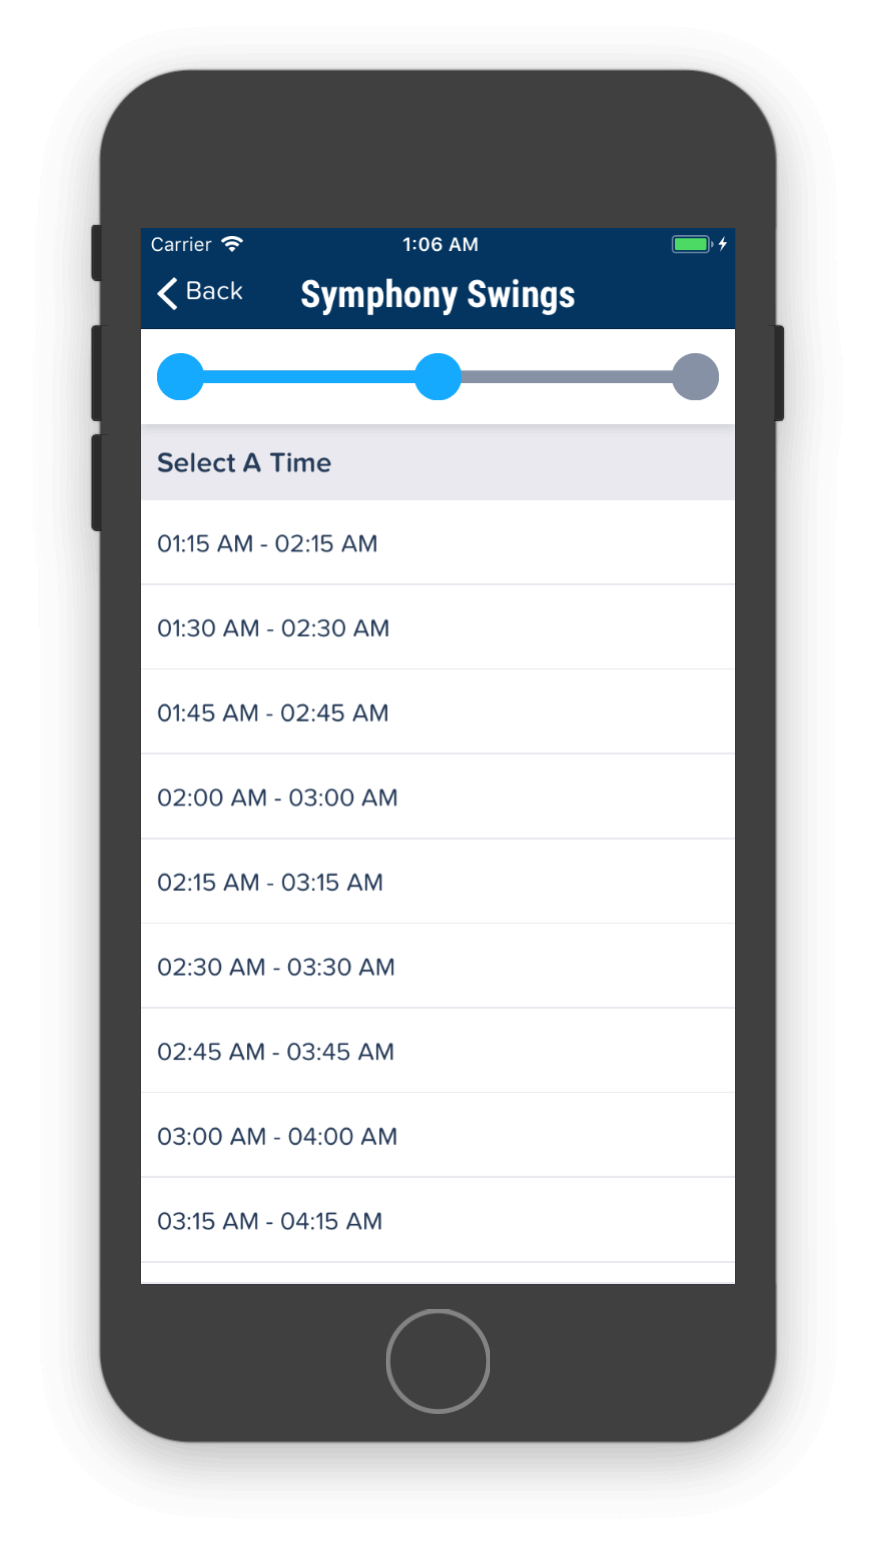 Carrier 1:06 AM
Back Symphony Swings
Select A Time
01:15 AM - 02:15 AM
01:30 AM - 02:30 AM
01:45 AM - 02:45 AM
02:00 AM - 03:00 AM
02:15 AM - 03:15 AM
02:30 AM - 03:30 AM
02:45 AM - 03:45 AM
03:00 AM - 04:00 AM
03:15 AM - 04:15 AM